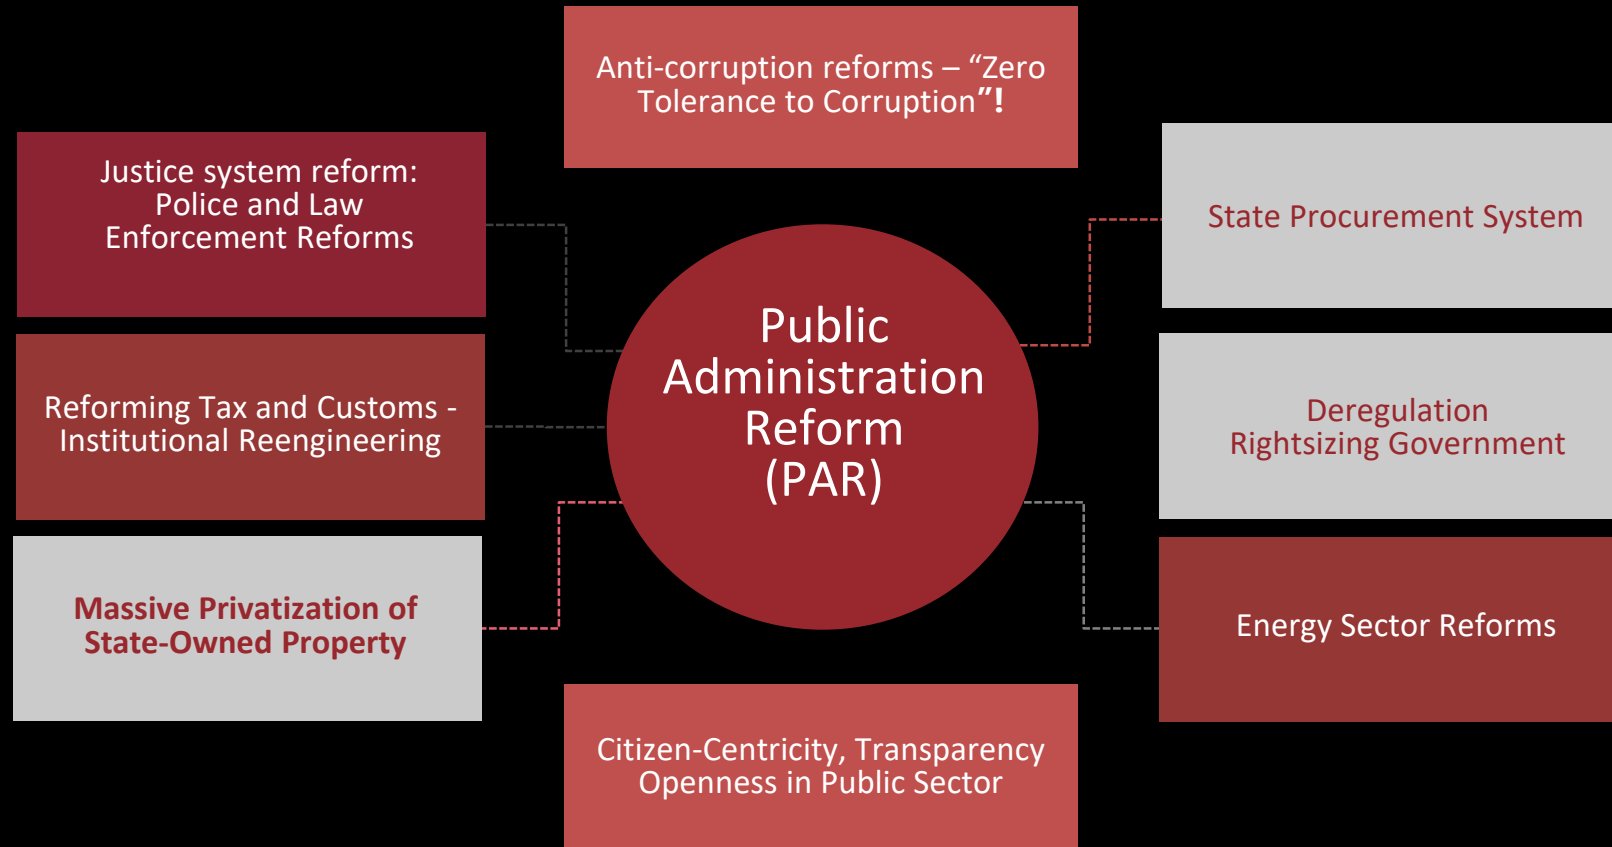 Anti-corruption reforms – “Zero
Tolerance to Corruption”!
Justice system reform:
Police and Law
Enforcement Reforms
State Procurement System
Public
Administration
Reform
(PAR)
Reforming Tax and Customs -
Institutional Reengineering
Deregulation
Rightsizing Government
Massive Privatization of
State-Owned Property
Energy Sector Reforms
Citizen-Centricity, Transparency
Openness in Public Sector